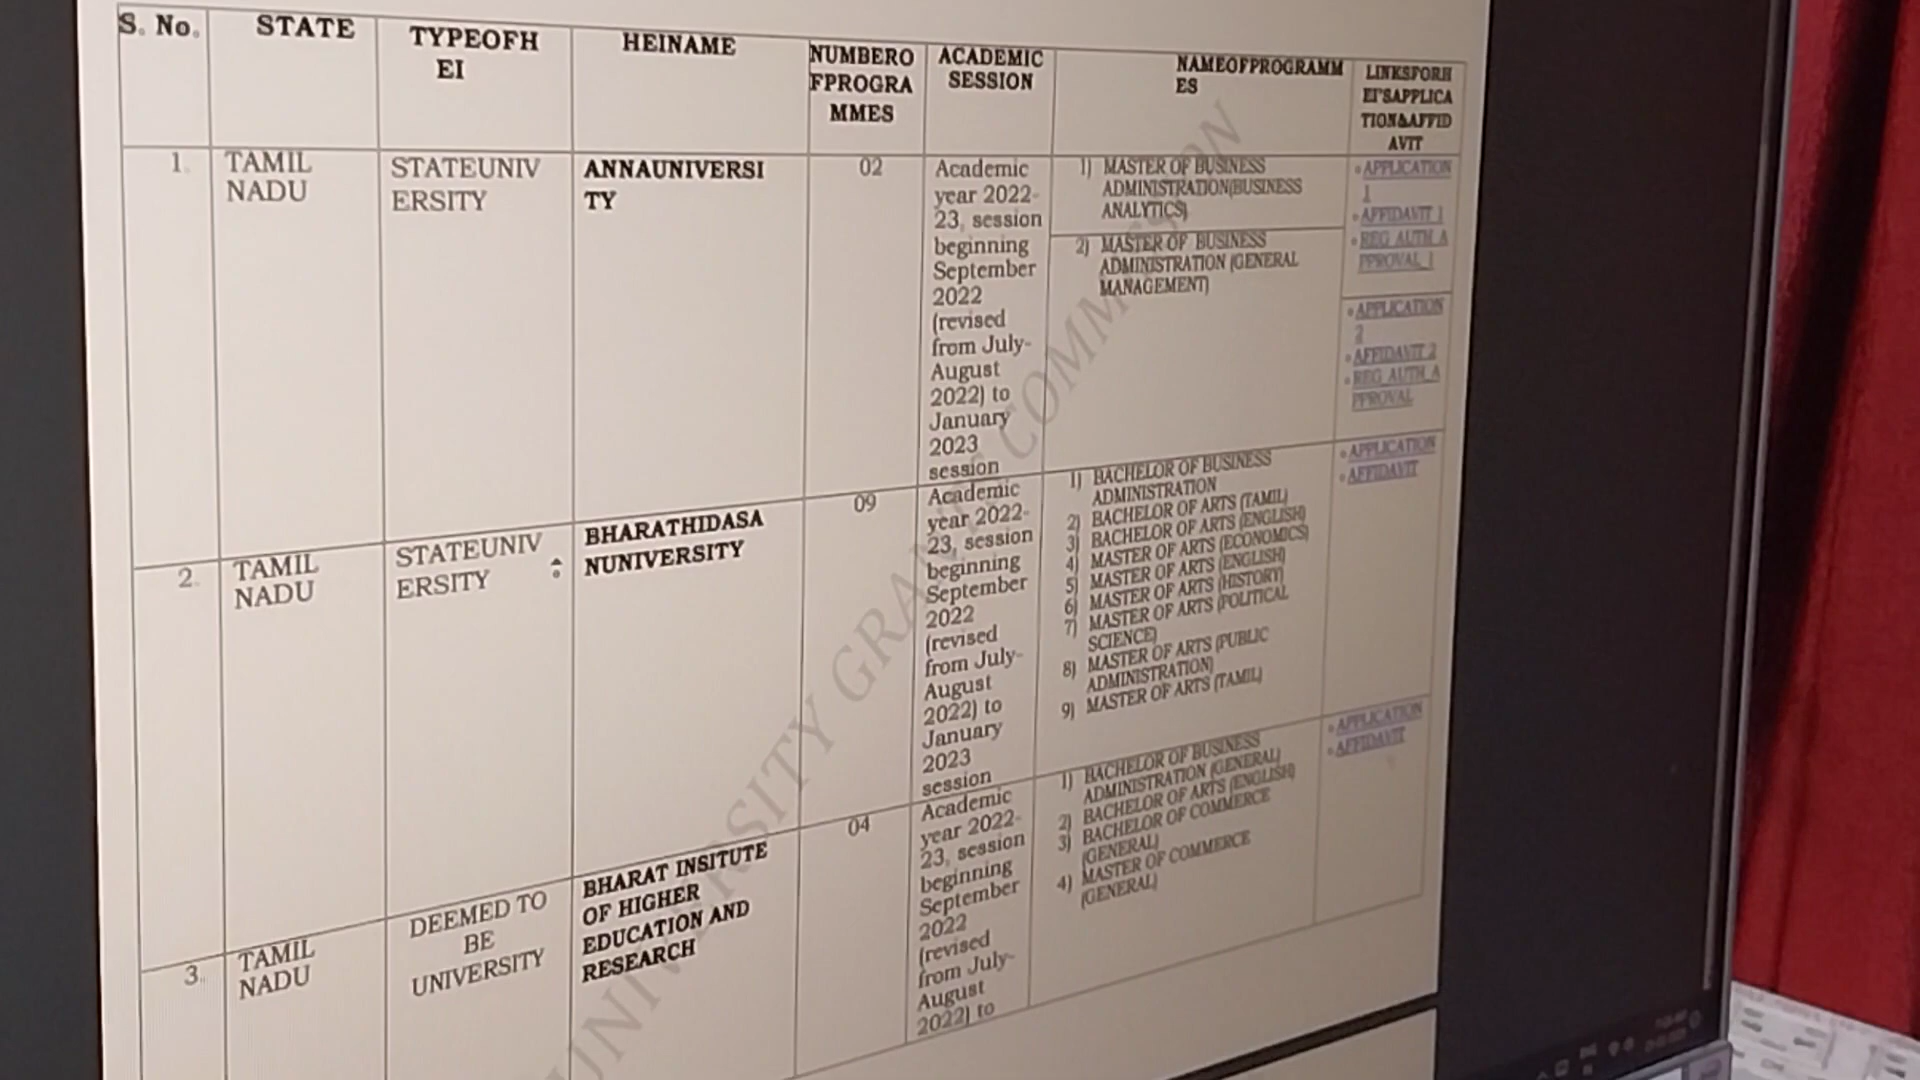 S. No.
STATE
TYPEOFH
EI
HEINAME
NUMBERO
FPROGRA
MMES
ACADEMIC
SESSION
NAMEOFPROGRAMM
ES
LINKSFORH
EI'SAPPLICA
TION&AFFID
AVIT
1.
TAMIL
NADU
STATEUNIV
ERSITY
ANNAUNIVERSI
TY
02
Academic
year 2022-
23, session
beginning
September
2022
(revised
from July-
August
2022) to
January
2023
session
1) MASTER OF BUSINESS
ADMINISTRATION(BUSINESS
ANALYTICS)
2) MASTER OF BUSINESS
ADMINISTRATION (GENERAL
MANAGEMENT)
APPLICATION
1
AFFIDAVIT 1
REG_AUTH_A
PPROVAL_1
APPLICATION
2
AFFIDAVIT 2
REG_AUTH_A
PPROVAL
2.
TAMIL
NADU
STATEUNIV
ERSITY
BHARATHIDASA
NUNIVERSITY
09
Academic
year 2022-
23, session
beginning
September
2022
(revised
from July-
August
2022) to
January
2023
session
1) BACHELOR OF BUSINESS
ADMINISTRATION
2) BACHELOR OF ARTS (TAMIL)
3) BACHELOR OF ARTS (ENGLISH)
4) MASTER OF ARTS (ECONOMICS)
5) MASTER OF ARTS (ENGLISH)
6) MASTER OF ARTS (HISTORY)
7) MASTER OF ARTS (POLITICAL
SCIENCE)
8) MASTER OF ARTS (PUBLIC
ADMINISTRATION)
9) MASTER OF ARTS (TAMIL)
APPLICATION
AFFIDAVIT
3.
TAMIL
NADU
DEEMED TO
BE
UNIVERSITY
BHARAT INSITUTE
OF HIGHER
EDUCATION AND
RESEARCH
04
Academic
year 2022-
23, session
beginning
September
2022
(revised
from July-
August
2022) to
1) BACHELOR OF BUSINESS
ADMINISTRATION (GENERAL)
2) BACHELOR OF ARTS (ENGLISH)
3) BACHELOR OF COMMERCE
(GENERAL)
4) MASTER OF COMMERCE
(GENERAL)
APPLICATION
AFFIDAVIT
UNIVERSITY GRANTS COMMISSION